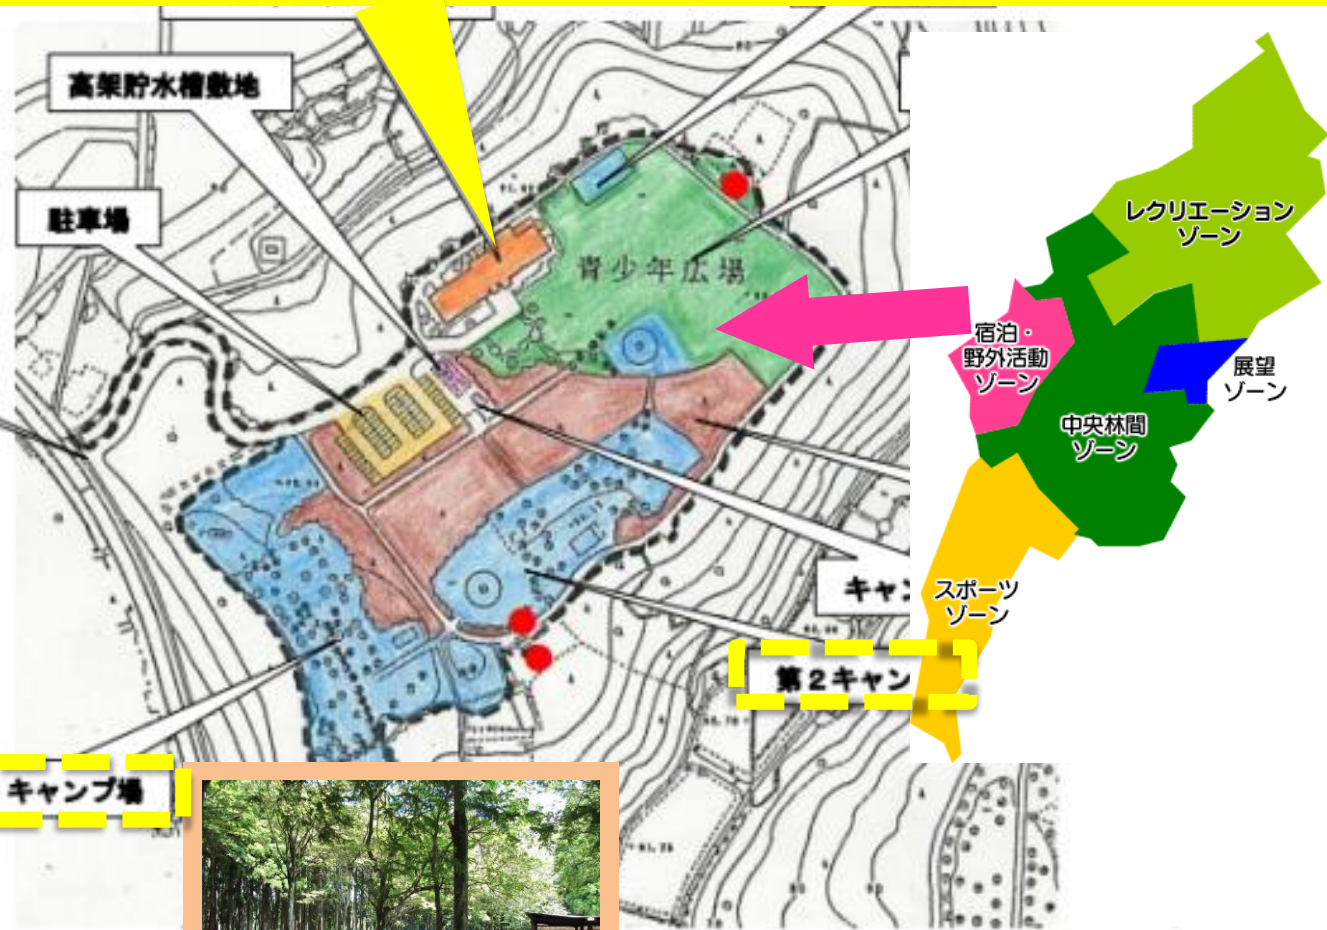 高架貯水槽敷地
駐車場
青少年広場
レクリエーション
ゾーン
宿泊・
野外活動
ゾーン
展望
ゾーン
中央林間
ゾーン
スポーツ
ゾーン
キャン
第2キャン
キャンプ場